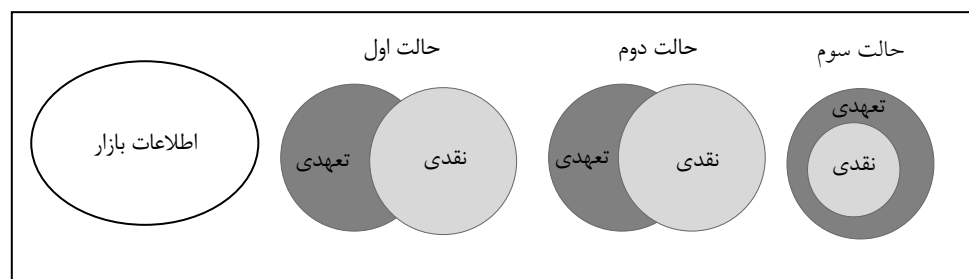 حالت اول
حالت دوم
حالت سوم
اطلاعات بازار
تعهدی
نقدی
تعهدی
نقدی
تعهدی
نقدی